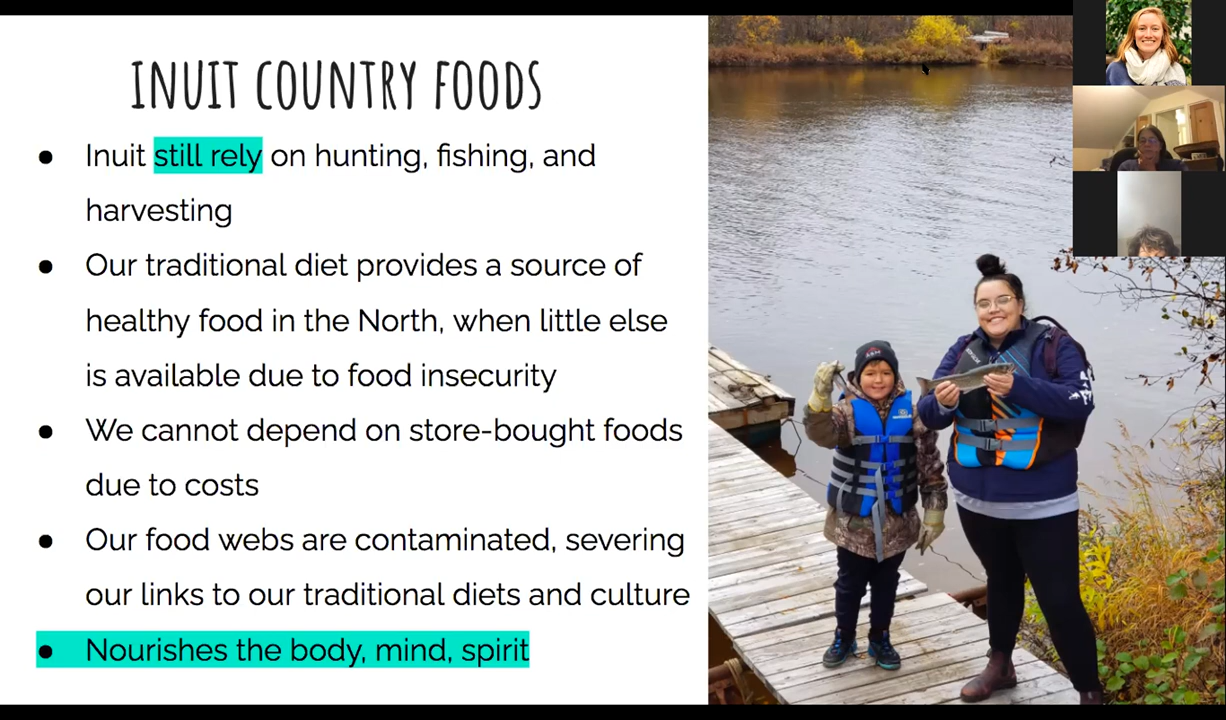 INUIT COUNTRY FOODS
● Inuit still rely on hunting, fishing, and
harvesting
● Our traditional diet provides a source of
healthy food in the North, when little else
is available due to food insecurity
● We cannot depend on store-bought foods
due to costs
● Our food webs are contaminated, severing
our links to our traditional diets and culture
● Nourishes the body, mind, spirit